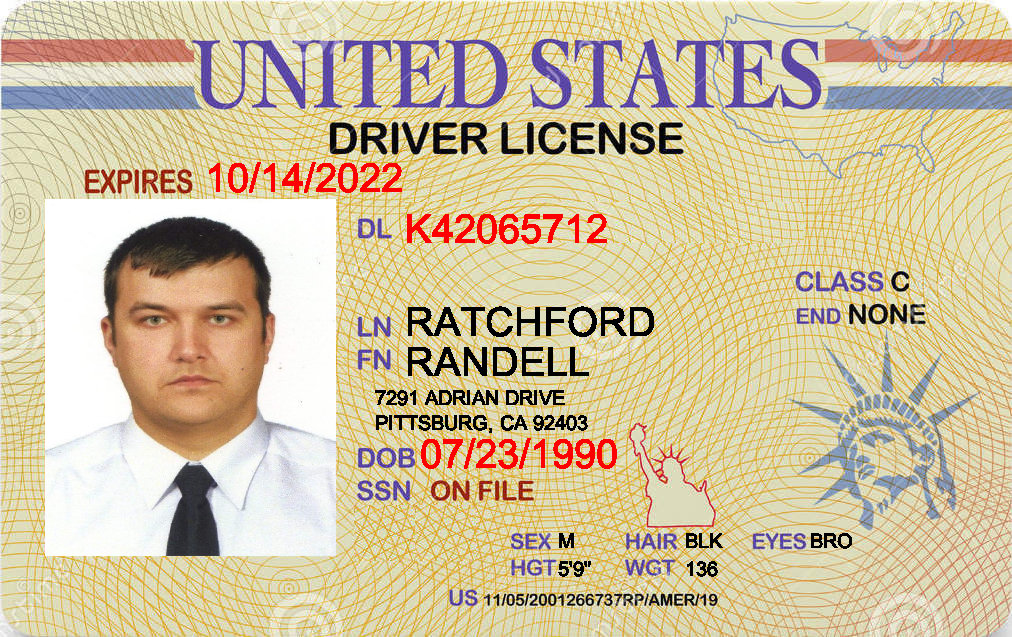 UNITED STATES
DRIVER LICENSE
EXPIRES 10/14/2022
DL K42065712
CLASS C
END NONE
LN RATCHFORD
FN RANDELL
7291 ADRIAN DRIVE
PITTSBURG, CA 92403
DOB 07/23/1990
SSN ON FILE
SEX M HAIR BLK EYES BRO
HGT 5'9" WGT 136
US 11/05/2001266737RP/AMER/19